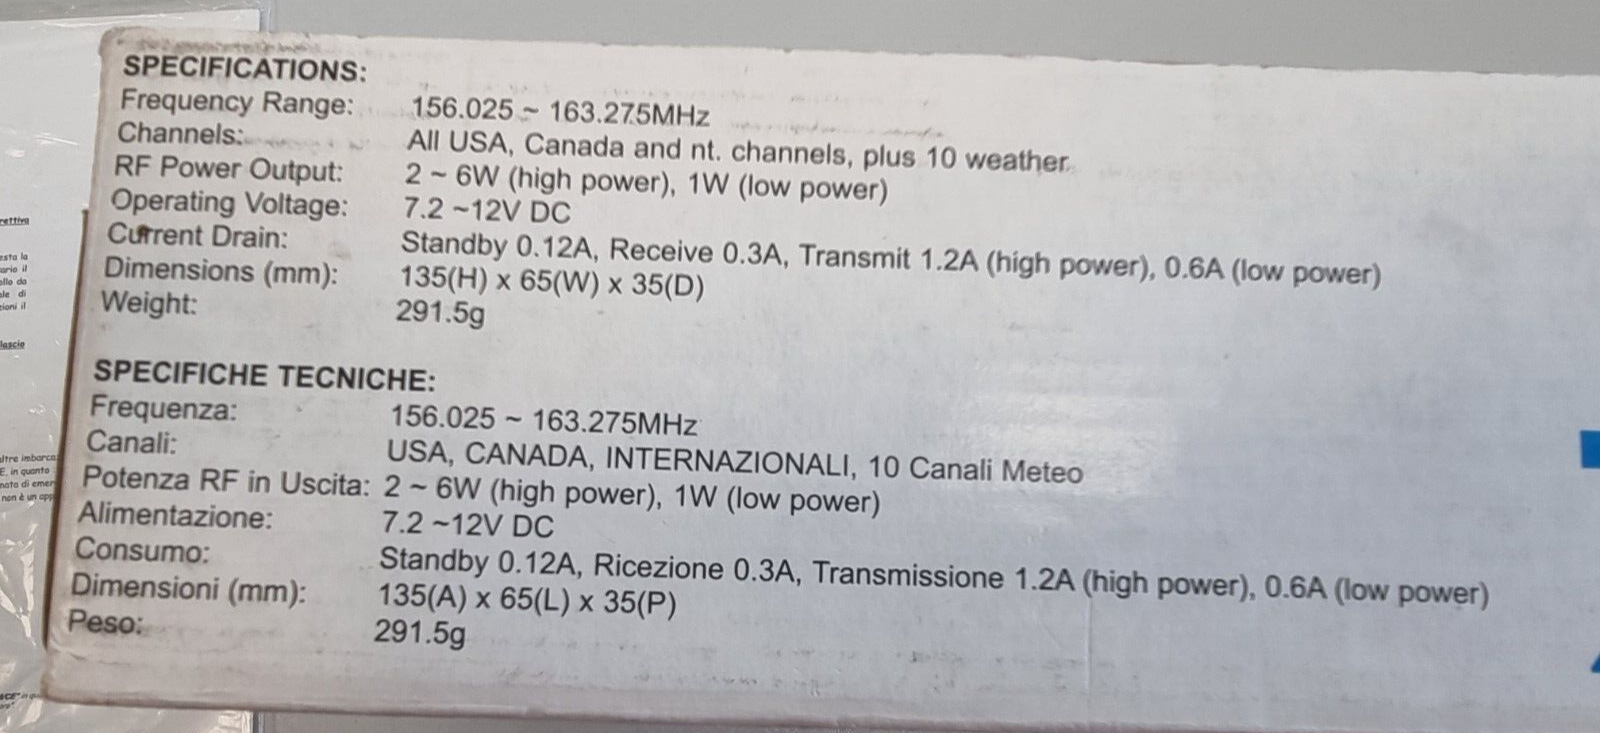 SPECIFICATIONS:
Frequency Range: 156.025 ~ 163.275MHz
Channels: All USA, Canada and nt. channels, plus 10 weather.
RF Power Output: 2 ~ 6W (high power), 1W (low power)
Operating Voltage: 7.2 ~12V DC
Current Drain: Standby 0.12A, Receive 0.3A, Transmit 1.2A (high power), 0.6A (low power)
Dimensions (mm): 135(H) x 65(W) x 35(D)
Weight: 291.5g
SPECIFICHE TECNICHE:
Frequenza: 156.025 ~ 163.275MHz
Canali: USA, CANADA, INTERNAZIONALI, 10 Canali Meteo
Potenza RF in Uscita: 2 ~ 6W (high power), 1W (low power)
Alimentazione: 7.2 ~12V DC
Consumo: Standby 0.12A, Ricezione 0.3A, Transmissione 1.2A (high power), 0.6A (low power)
Dimensioni (mm): 135(A) x 65(L) x 35(P)
Peso: 291.5g